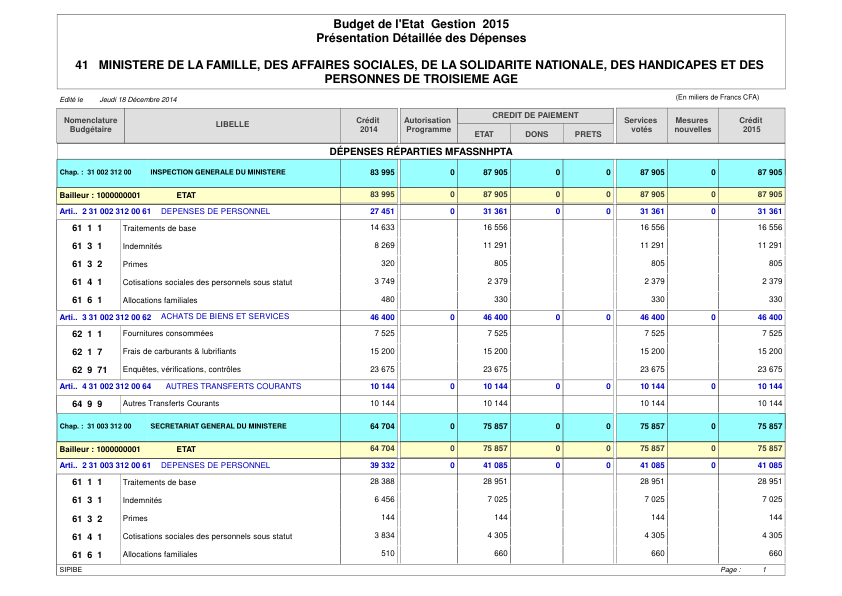 Budget de l'Etat  Gestion  2015
Présentation Détaillée des Dépenses
41   MINISTERE DE LA FAMILLE, DES AFFAIRES SOCIALES, DE LA SOLIDARITE NATIONALE, DES HANDICAPES ET DES
PERSONNES DE TROISIEME AGE
Edité le   Jeudi 18 Décembre 2014   (En miliers de Francs CFA)
Nomenclature Budgétaire   LIBELLE   Crédit 2014   Autorisation Programme   CREDIT DE PAIEMENT   Services votés   Mesures nouvelles   Crédit 2015
ETAT   DONS   PRETS
DÉPENSES RÉPARTIES MFASSNHPTA
Chap. :  31 002 312 00   INSPECTION GENERALE DU MINISTERE   83 995   0   87 905   0   0   87 905   0   87 905
Bailleur : 1000000001   ETAT   83 995   0   87 905   0   0   87 905   0   87 905
Arti..  2 31 002 312 00 61   DEPENSES DE PERSONNEL   27 451   0   31 361   0   0   31 361   0   31 361
61  1  1   Traitements de base   14 633   16 556   16 556   16 556
61  3  1   Indemnités   8 269   11 291   11 291   11 291
61  3  2   Primes   320   805   805   805
61  4  1   Cotisations sociales des personnels sous statut   3 749   2 379   2 379   2 379
61  6  1   Allocations familiales   480   330   330   330
Arti..  3 31 002 312 00 62   ACHATS DE BIENS ET SERVICES   46 400   0   46 400   0   0   46 400   0   46 400
62  1  1   Fournitures consommées   7 525   7 525   7 525   7 525
62  1  7   Frais de carburants & lubrifiants   15 200   15 200   15 200   15 200
62  9  71   Enquêtes, vérifications, contrôles   23 675   23 675   23 675   23 675
Arti..  4 31 002 312 00 64   AUTRES TRANSFERTS COURANTS   10 144   0   10 144   0   0   10 144   0   10 144
64  9  9   Autres Transferts Courants   10 144   10 144   10 144   10 144
Chap. :  31 003 312 00   SECRETARIAT GENERAL DU MINISTERE   64 704   0   75 857   0   0   75 857   0   75 857
Bailleur : 1000000001   ETAT   64 704   0   75 857   0   0   75 857   0   75 857
Arti..  2 31 003 312 00 61   DEPENSES DE PERSONNEL   39 332   0   41 085   0   0   41 085   0   41 085
61  1  1   Traitements de base   28 388   28 951   28 951   28 951
61  3  1   Indemnités   6 456   7 025   7 025   7 025
61  3  2   Primes   144   144   144   144
61  4  1   Cotisations sociales des personnels sous statut   3 834   4 305   4 305   4 305
61  6  1   Allocations familiales   510   660   660   660
SIPIBE   Page :   1